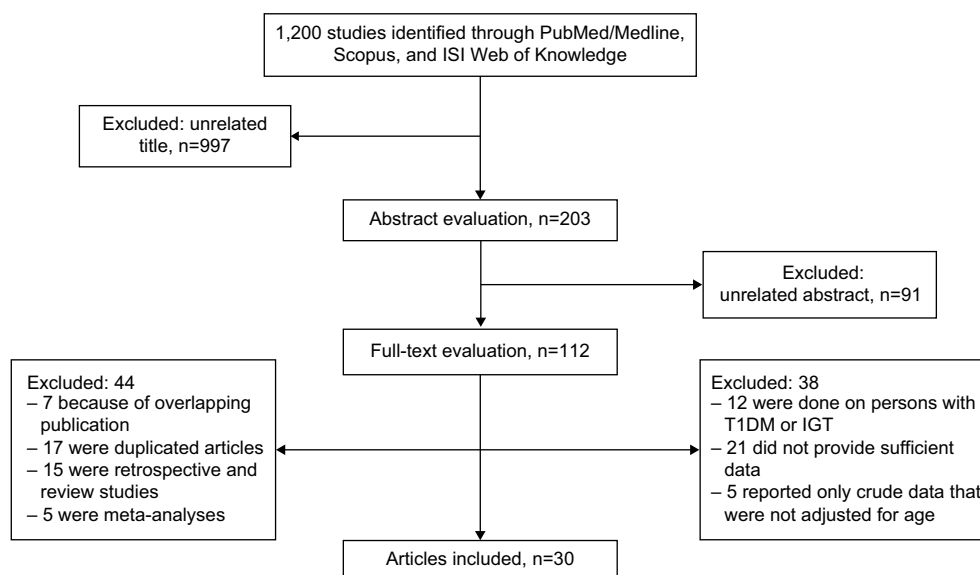 1,200 studies identified through PubMed/Medline,
Scopus, and ISI Web of Knowledge
Excluded: unrelated
title, n=997
Abstract evaluation, n=203
Excluded:
unrelated abstract, n=91
Full-text evaluation, n=112
Excluded: 44
– 7 because of overlapping
publication
– 17 were duplicated articles
– 15 were retrospective and
review studies
– 5 were meta-analyses
Excluded: 38
– 12 were done on persons with
T1DM or IGT
– 21 did not provide sufficient
data
– 5 reported only crude data that
were not adjusted for age
Articles included, n=30